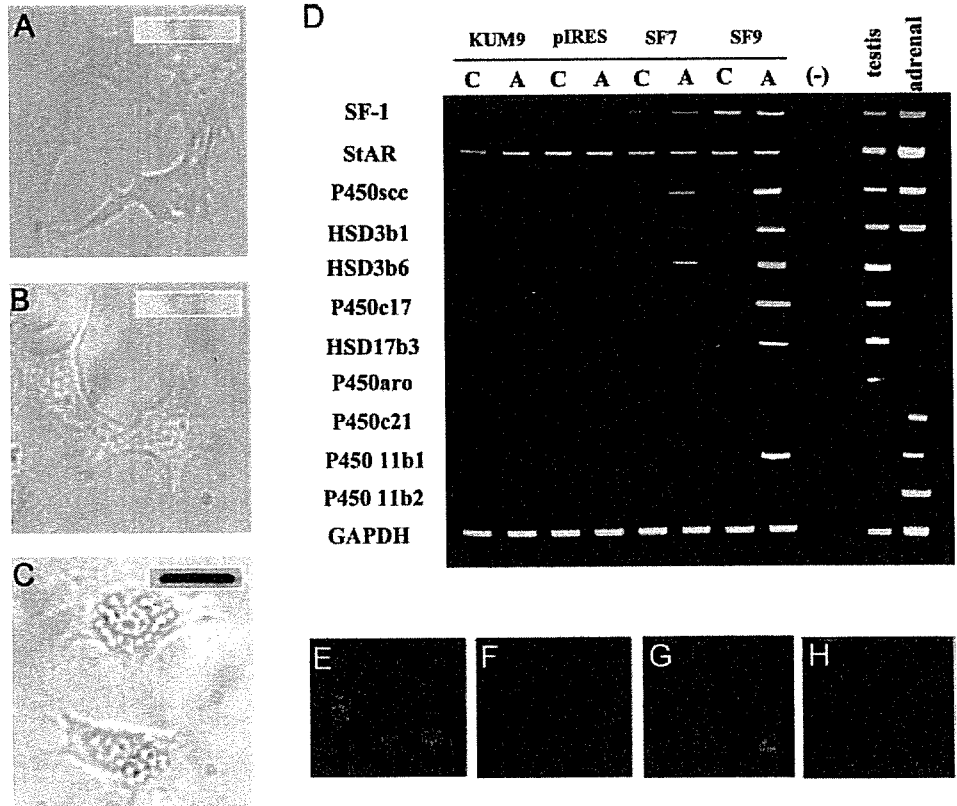 A
B
C
D
KUM9 pIRES SF7 SF9
C A C A C A C A (-) testis adrenal
SF-1
StAR
P450scc
HSD3b1
HSD3b6
P450c17
HSD17b3
P450aro
P450c21
P450 11b1
P450 11b2
GAPDH
E F G H